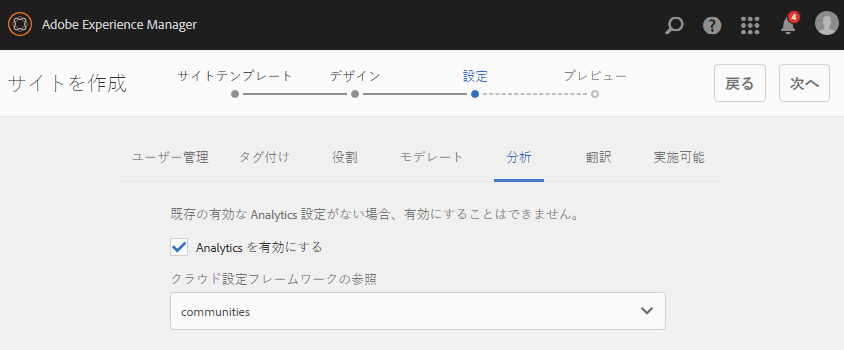 Adobe Experience Manager
4
サイトを作成
サイトテンプレート デザイン 設定 プレビュー
戻る 次へ
ユーザー管理 タグ付け 役割 モデレート 分析 翻訳 実施可能
既存の有効な Analytics 設定がない場合、有効にすることはできません。
Analytics を有効にする
クラウド設定フレームワークの参照
communities